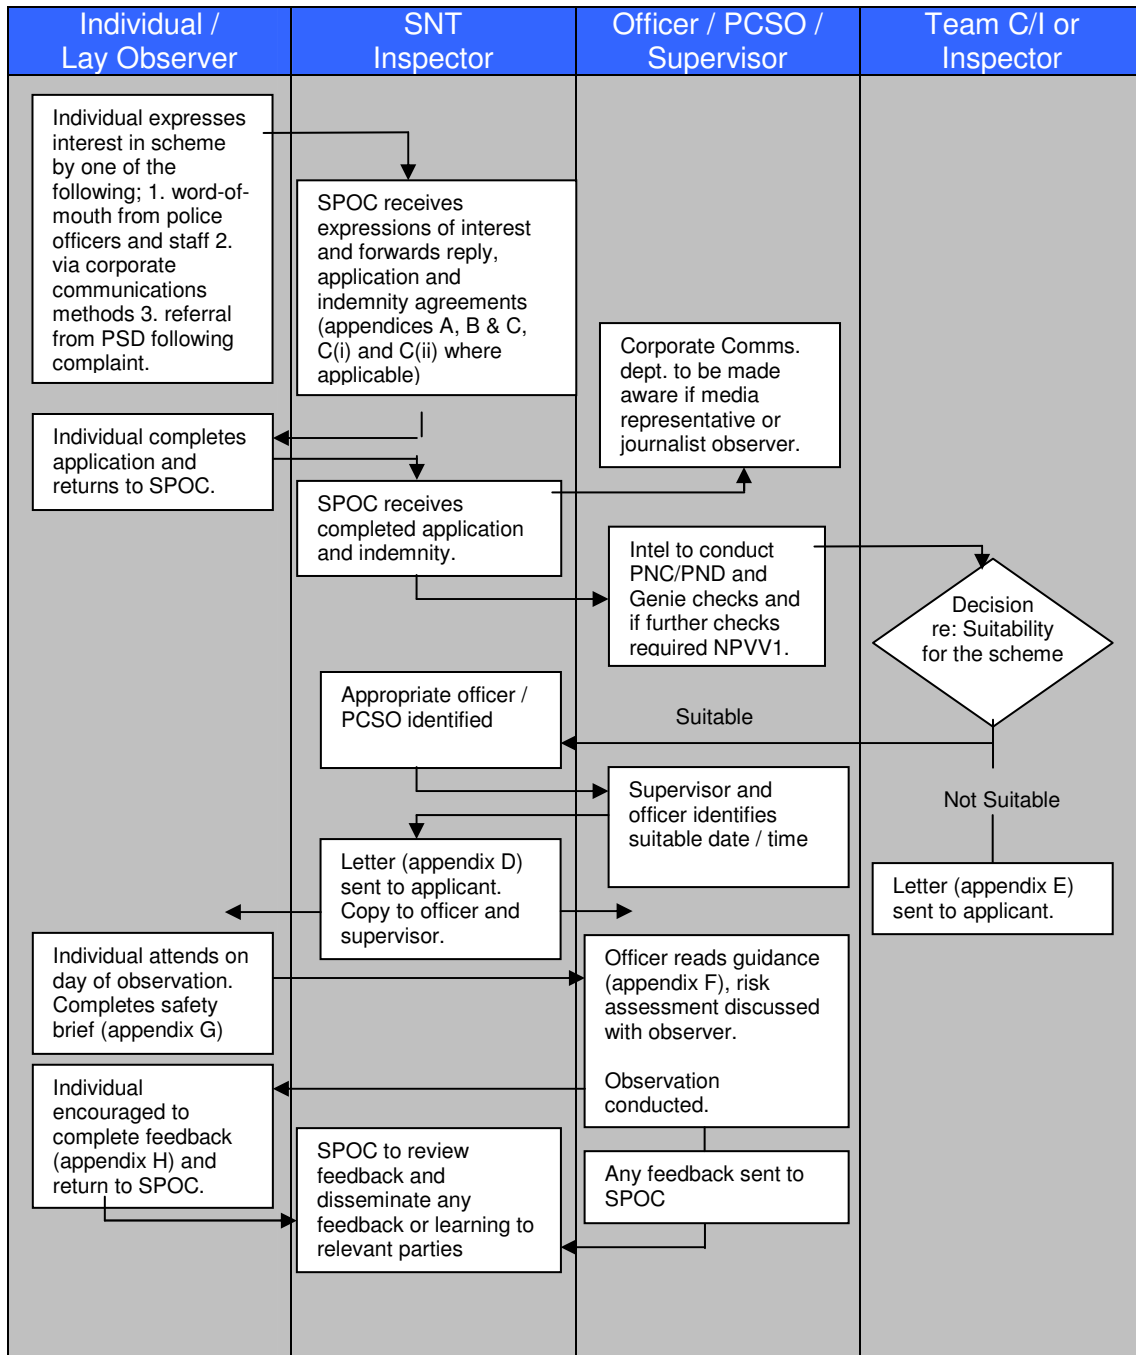 Individual /
Lay Observer
SNT
Inspector
Officer / PCSO /
Supervisor
Team C/I or
Inspector
Individual expresses
interest in scheme
by one of the
following; 1. word-of-
mouth from police
officers and staff 2.
via corporate
communications
methods 3. referral
from PSD following
complaint.
SPOC receives
expressions of interest
and forwards reply,
application and
indemnity agreements
(appendices A, B & C,
C(i) and C(ii) where
applicable)
Corporate Comms.
dept. to be made
aware if media
representative or
journalist observer.
Individual completes
application and
returns to SPOC.
SPOC receives
completed application
and indemnity.
Intel to conduct
PNC/PND and
Genie checks and
if further checks
required NPVV1.
Decision
re: Suitability
for the scheme
Appropriate officer /
PCSO identified
Suitable
Supervisor and
officer identifies
suitable date / time
Not Suitable
Letter (appendix D)
sent to applicant.
Copy to officer and
supervisor.
Letter (appendix E)
sent to applicant.
Individual attends on
day of observation.
Completes safety
brief (appendix G)
Officer reads guidance
(appendix F), risk
assessment discussed
with observer.
Observation
conducted.
Individual
encouraged to
complete feedback
(appendix H) and
return to SPOC.
SPOC to review
feedback and
disseminate any
feedback or learning to
relevant parties
Any feedback sent to
SPOC